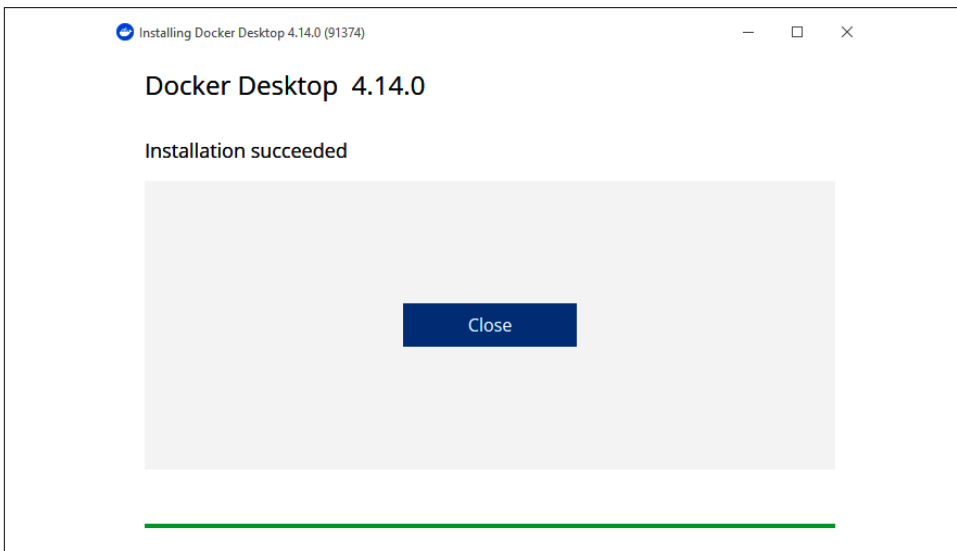 Installing Docker Desktop 4.14.0 (91374)
Docker Desktop 4.14.0
Installation succeeded
Close